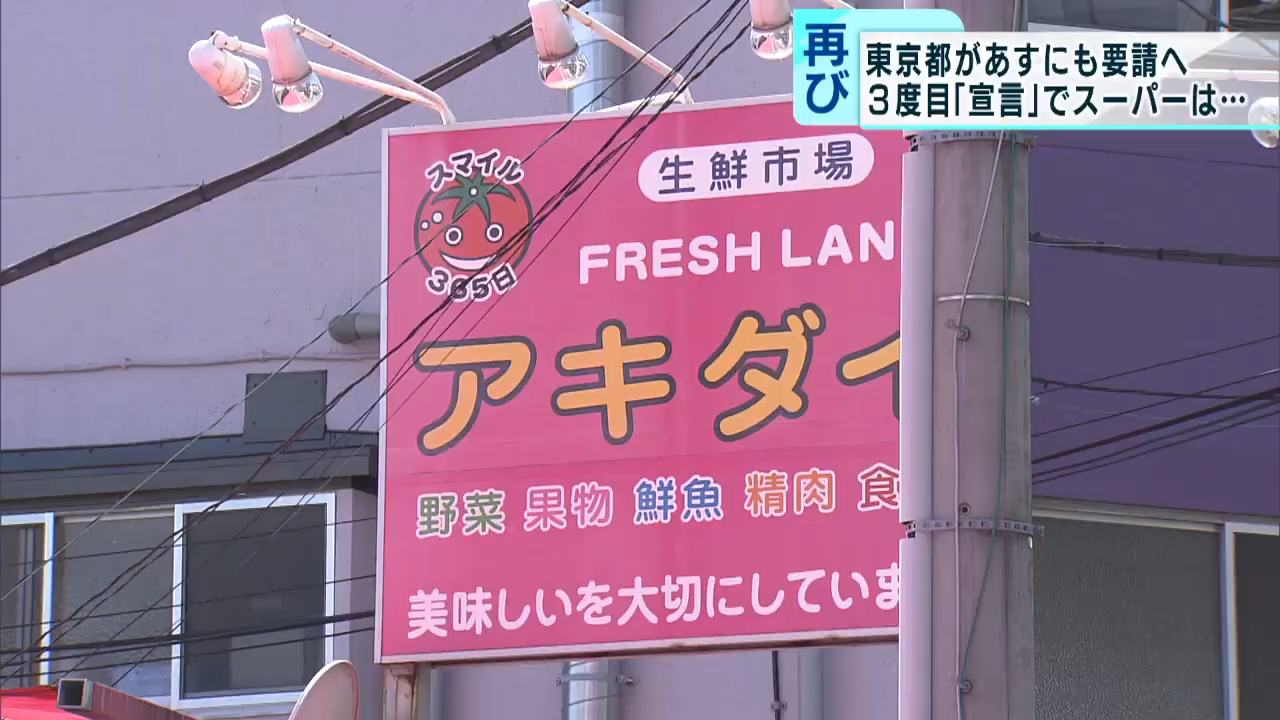 再び
東京都があすにも要請へ
3度目「宣言」でスーパーは…
スマイル
365日
生鮮市場
FRESH LAN
アキダイ
野菜 果物 鮮魚 精肉 食
美味しいを大切にしていま